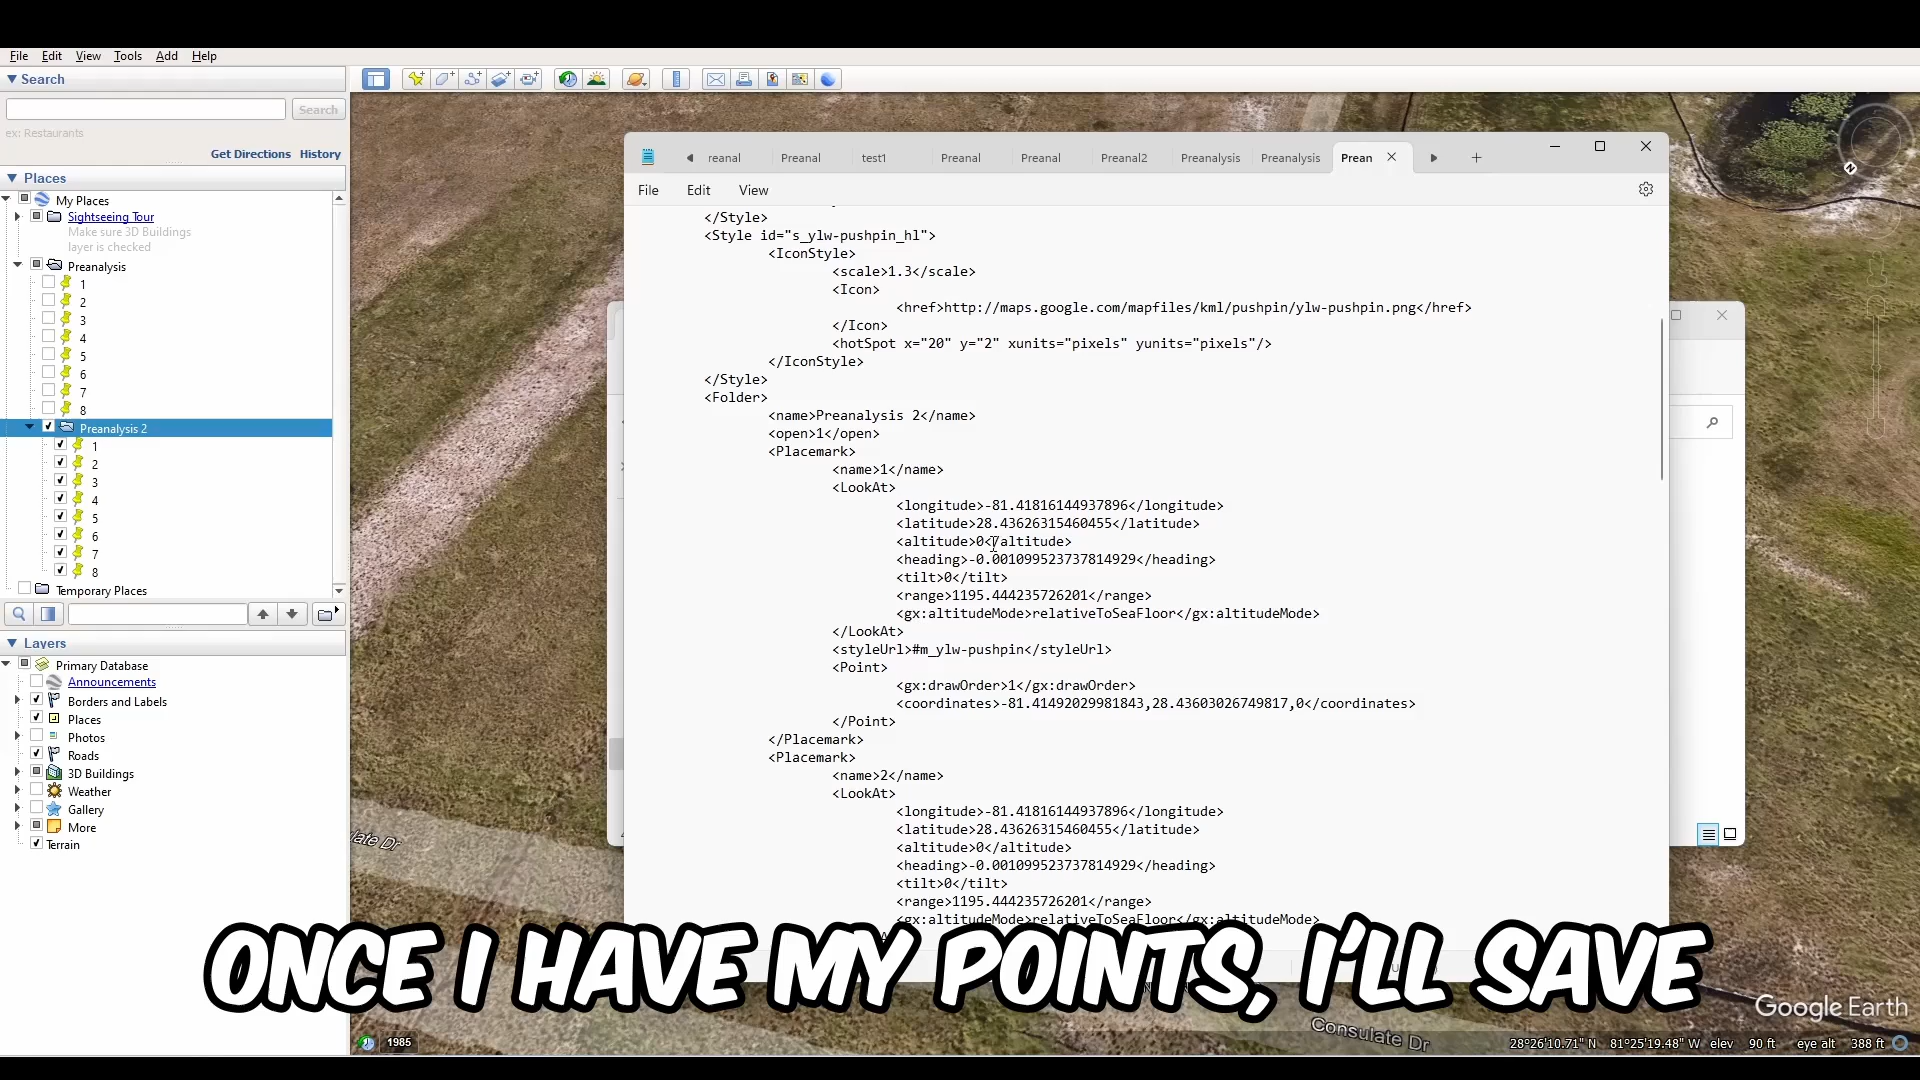 File Edit View Tools Add Help
Search
Search
ex: Restaurants
Get Directions History
Places
My Places
Sightseeing Tour
Make sure 3D Buildings
layer is checked
Preanalysis
1
2
3
4
5
6
7
8
Preanalysis 2
1
2
3
4
5
6
7
8
Temporary Places
Layers
Primary Database
Announcements
Borders and Labels
Places
Photos
Roads
3D Buildings
Weather
Gallery
More
Terrain
reanal Preanal test1 Preanal Preanal Preanal2 Preanalysis Preanalysis Prean
File Edit View
</Style>
<Style id="s_ylw-pushpin_hl">
<IconStyle>
<scale>1.3</scale>
<Icon>
<href>http://maps.google.com/mapfiles/kml/pushpin/ylw-pushpin.png</href>
</Icon>
<hotSpot x="20" y="2" xunits="pixels" yunits="pixels"/>
</IconStyle>
</Style>
<Folder>
<name>Preanalysis 2</name>
<open>1</open>
<Placemark>
<name>1</name>
<LookAt>
<longitude>-81.41816144937896</longitude>
<latitude>28.43626315460455</latitude>
<altitude>0</altitude>
<heading>-0.001099523737814929</heading>
<tilt>0</tilt>
<range>1195.444235726201</range>
<gx:altitudeMode>relativeToSeaFloor</gx:altitudeMode>
</LookAt>
<styleUrl>#m_ylw-pushpin</styleUrl>
<Point>
<gx:drawOrder>1</gx:drawOrder>
<coordinates>-81.41492029981843,28.43603026749817,0</coordinates>
</Point>
</Placemark>
<Placemark>
<name>2</name>
<LookAt>
<longitude>-81.41816144937896</longitude>
<latitude>28.43626315460455</latitude>
<altitude>0</altitude>
<heading>-0.001099523737814929</heading>
<tilt>0</tilt>
<range>1195.444235726201</range>
<gx:altitudeMode>relativeToSeaFloor</gx:altitudeMode>
ONCE I HAVE MY POINTS, I'LL SAVE
Google Earth
Consulate Dr
1985
28°26'10.71" N 81°25'19.48" W elev 90 ft eye alt 388 ft